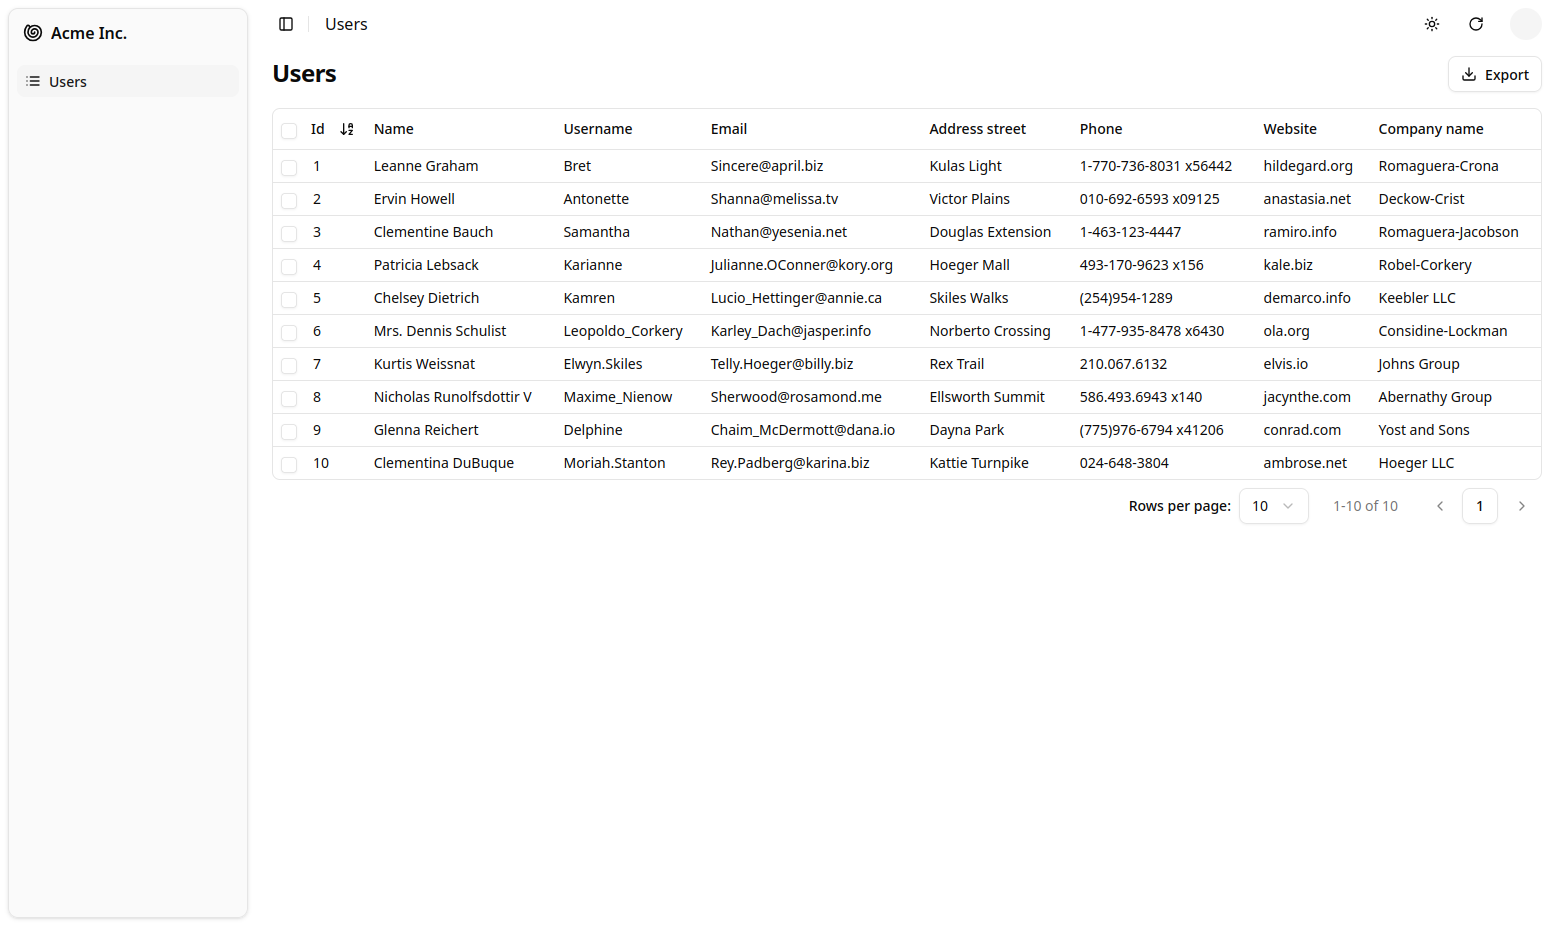 Acme Inc.
Users
Users
Users
Export
Id Name Username Email Address street Phone Website Company name
1 Leanne Graham Bret Sincere@april.biz Kulas Light 1-770-736-8031 x56442 hildegard.org Romaguera-Crona
2 Ervin Howell Antonette Shanna@melissa.tv Victor Plains 010-692-6593 x09125 anastasia.net Deckow-Crist
3 Clementine Bauch Samantha Nathan@yesenia.net Douglas Extension 1-463-123-4447 ramiro.info Romaguera-Jacobson
4 Patricia Lebsack Karianne Julianne.OConner@kory.org Hoeger Mall 493-170-9623 x156 kale.biz Robel-Corkery
5 Chelsey Dietrich Kamren Lucio_Hettinger@annie.ca Skiles Walks (254)954-1289 demarco.info Keebler LLC
6 Mrs. Dennis Schulist Leopoldo_Corkery Karley_Dach@jasper.info Norberto Crossing 1-477-935-8478 x6430 ola.org Considine-Lockman
7 Kurtis Weissnat Elwyn.Skiles Telly.Hoeger@billy.biz Rex Trail 210.067.6132 elvis.io Johns Group
8 Nicholas Runolfsdottir V Maxime_Nienow Sherwood@rosamond.me Ellsworth Summit 586.493.6943 x140 jacynthe.com Abernathy Group
9 Glenna Reichert Delphine Chaim_McDermott@dana.io Dayna Park (775)976-6794 x41206 conrad.com Yost and Sons
10 Clementina DuBuque Moriah.Stanton Rey.Padberg@karina.biz Kattie Turnpike 024-648-3804 ambrose.net Hoeger LLC
Rows per page: 10 1-10 of 10 1